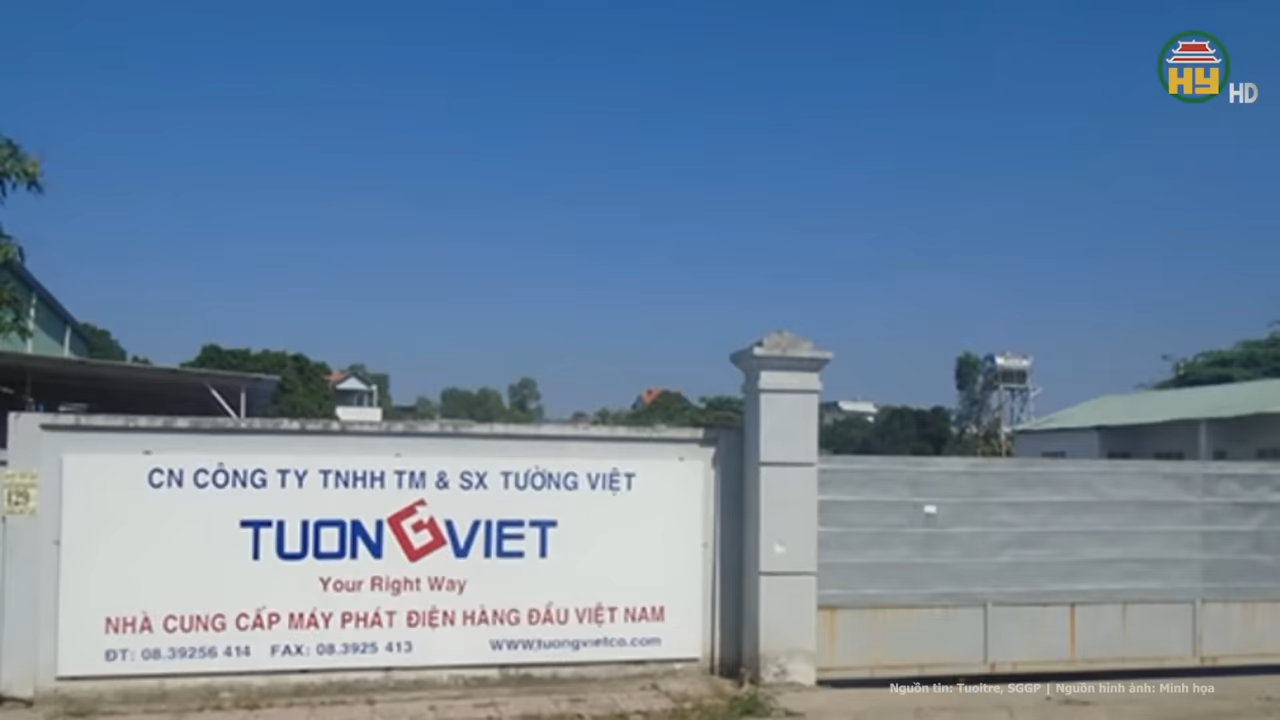 HY HD
CN CÔNG TY TNHH TM & SX TƯỜNG VIỆT
TUONGVIET
Your Right Way
NHÀ CUNG CẤP MÁY PHÁT ĐIỆN HÀNG ĐẦU VIỆT NAM
ĐT: 08.39256 414 FAX: 08.3925 413 www.tuongvietco.com
129
Nguồn tin: Tuoitre, SGGP | Nguồn hình ảnh: Minh họa